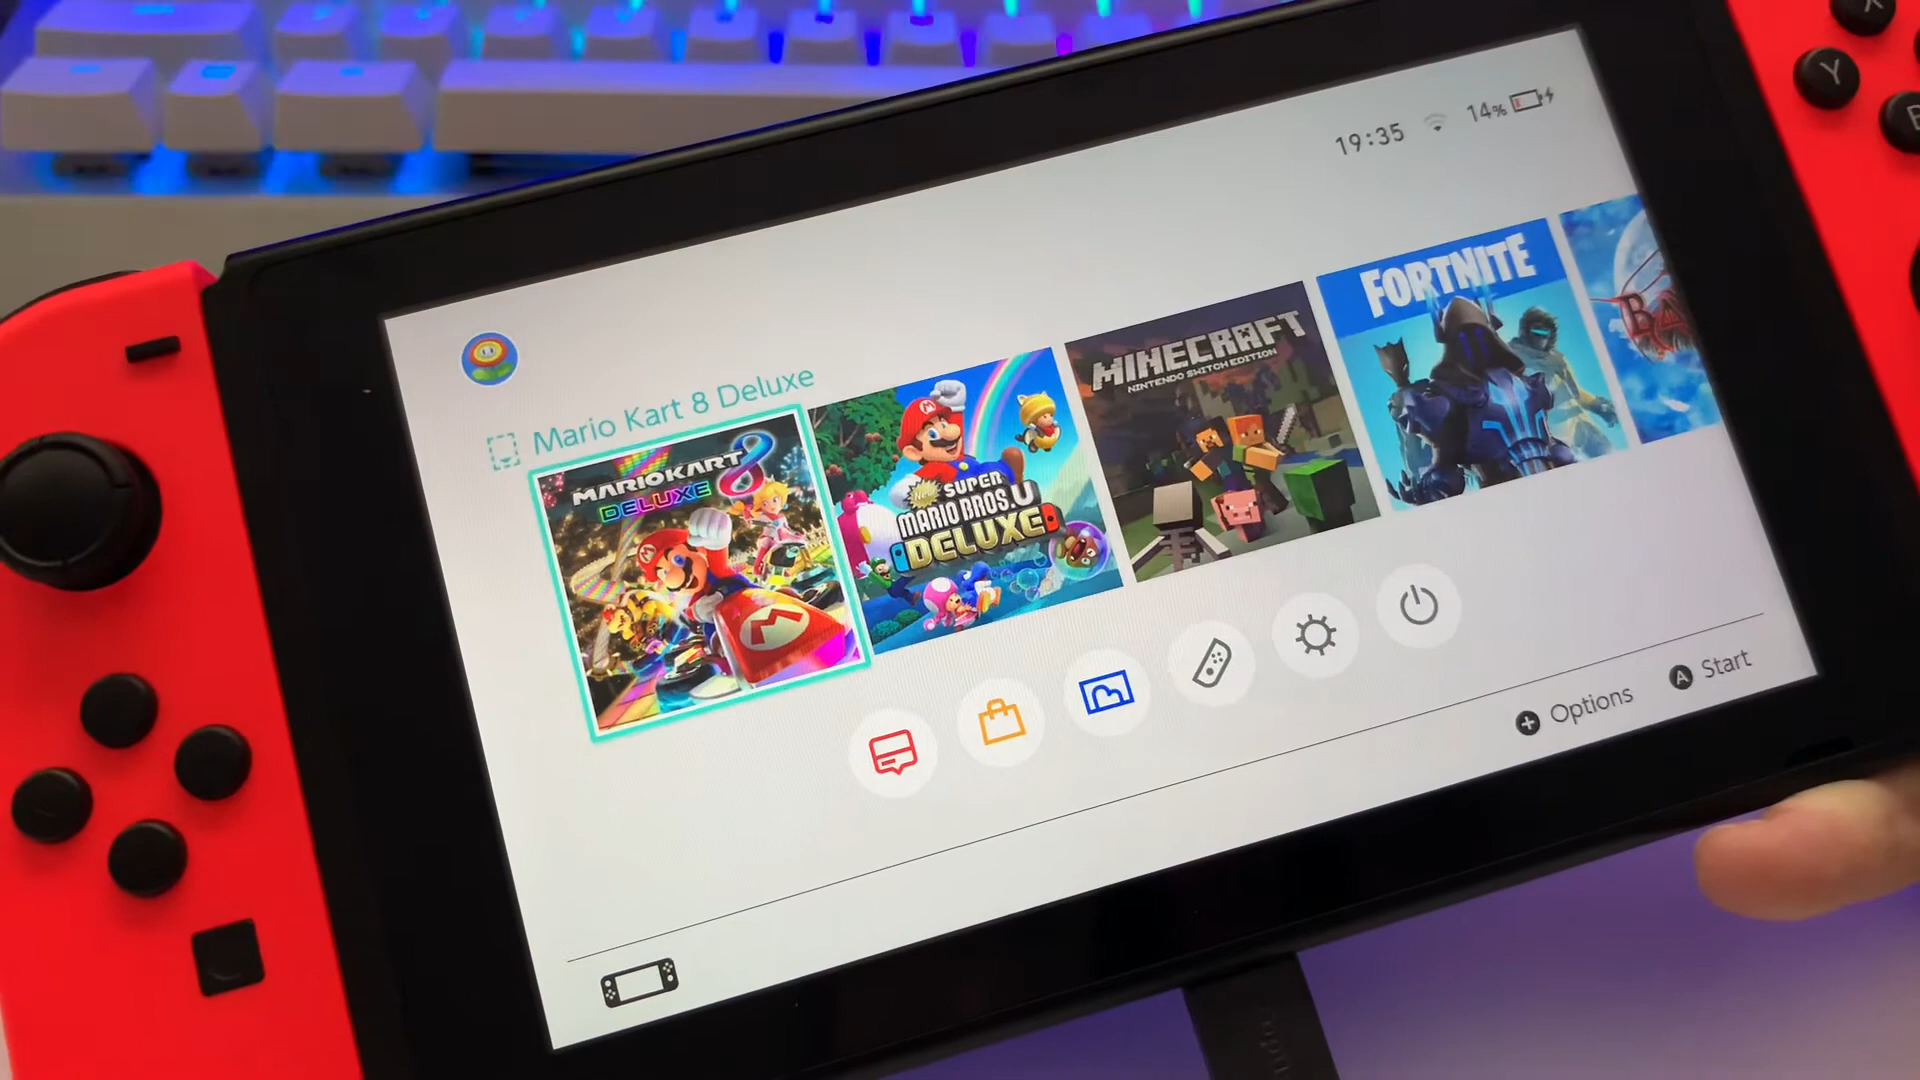 19:35 14%
Mario Kart 8 Deluxe
MARIOKART 8
DELUXE
New SUPER
MARIO BROS. U
DELUXE
MINECRAFT
NINTENDO SWITCH EDITION
FORTNITE
BA
+ Options A Start
X
Y
B